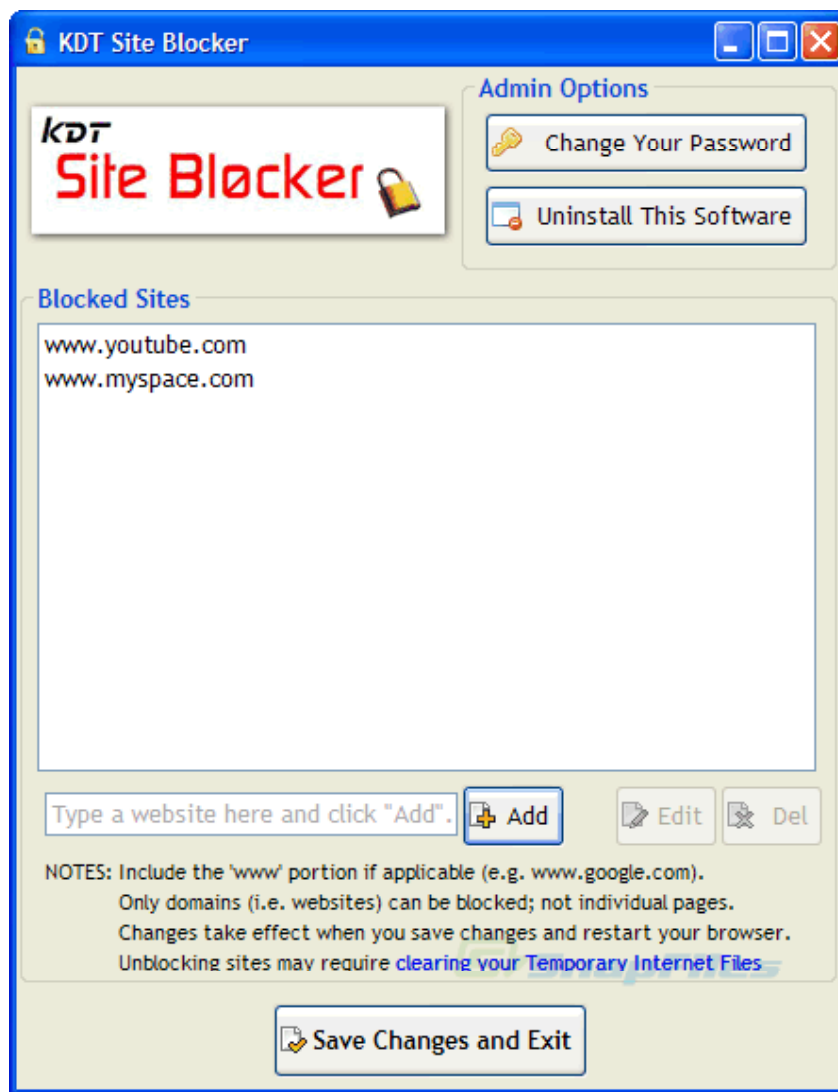 KDT Site Blocker
KDT
Site Bløcker
Admin Options
Change Your Password
Uninstall This Software
Blocked Sites
www.youtube.com
www.myspace.com
Type a website here and click "Add".
Add
Edit
Del
NOTES: Include the 'www' portion if applicable (e.g. www.google.com).
Only domains (i.e. websites) can be blocked; not individual pages.
Changes take effect when you save changes and restart your browser.
Unblocking sites may require clearing your Temporary Internet Files
SnapFiles
Save Changes and Exit